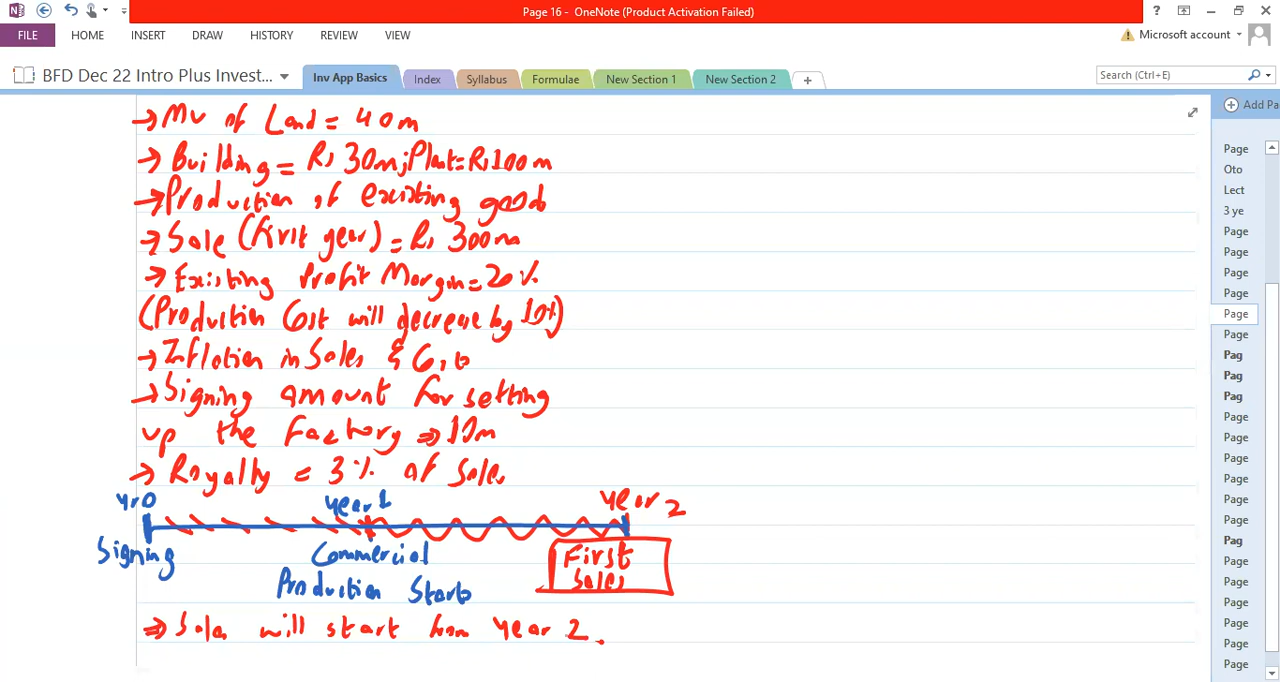 Page 16 - OneNote (Product Activation Failed)
FILE HOME INSERT DRAW HISTORY REVIEW VIEW Microsoft account
BFD Dec 22 Intro Plus Invest... Inv App Basics Index Syllabus Formulae New Section 1 New Section 2 Search (Ctrl+E)
Add Pa
→ Mv of Land = 40m
→ Building = Rs 30m; Plant = Rs 100m
→ Production of existing goods
→ Sale (First year) = Rs 300m
→ Existing Profit Margin = 20%
(Production Cost will decrease by 10%)
→ Inflation in Sales & Costs
→ Signing amount for setting
up the Factory ⇒ 10m
→ Royalty = 3% of Sales
yr 0 year 1 year 2
Signing Commercial First
Production Starts Sales
⇒ Sales will start from year 2.
Page
Oto
Lect
3 ye
Page
Page
Page
Page
Page
Page
Pag
Pag
Pag
Page
Page
Page
Page
Page
Page
Pag
Page
Page
Page
Page
Page
Page